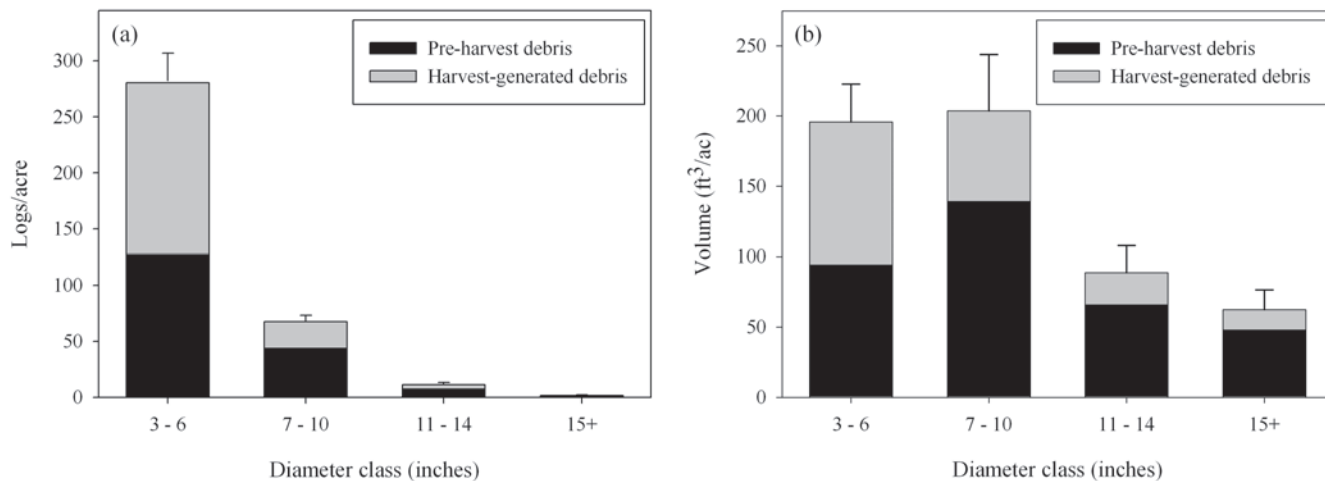 (a)
Pre-harvest debris
Harvest-generated debris
300
250
200
150
100
50
0
Logs/acre
3 - 6 7 - 10 11 - 14 15+
Diameter class (inches)
(b)
Pre-harvest debris
Harvest-generated debris
250
200
150
100
50
0
Volume (ft³/ac)
3 - 6 7 - 10 11 - 14 15+
Diameter class (inches)